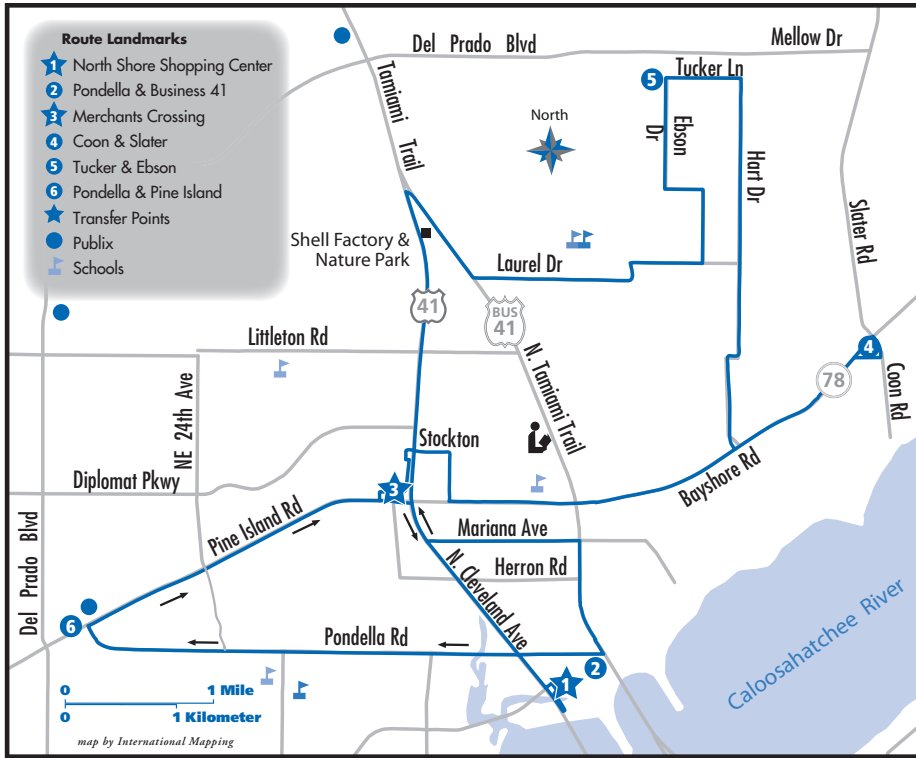 Route Landmarks
1 North Shore Shopping Center
2 Pondella & Business 41
3 Merchants Crossing
4 Coon & Slater
5 Tucker & Ebson
6 Pondella & Pine Island
Transfer Points
Publix
Schools
Del Prado Blvd
Mellow Dr
Tamiami Trail
5
Tucker Ln
Ebson
Dr
Hart Dr
North
Slater Rd
Shell Factory &
Nature Park
Laurel Dr
41
BUS
41
Littleton Rd
N. Tamiami Trail
4
78
Coon Rd
NE 24th Ave
Stockton
Diplomat Pkwy
3
Bayshore Rd
Pine Island Rd
Mariana Ave
Del Prado Blvd
Herron Rd
N. Cleveland Ave
6
Pondella Rd
2
1
Caloosahatchee River
0 1 Mile
0 1 Kilometer
map by International Mapping